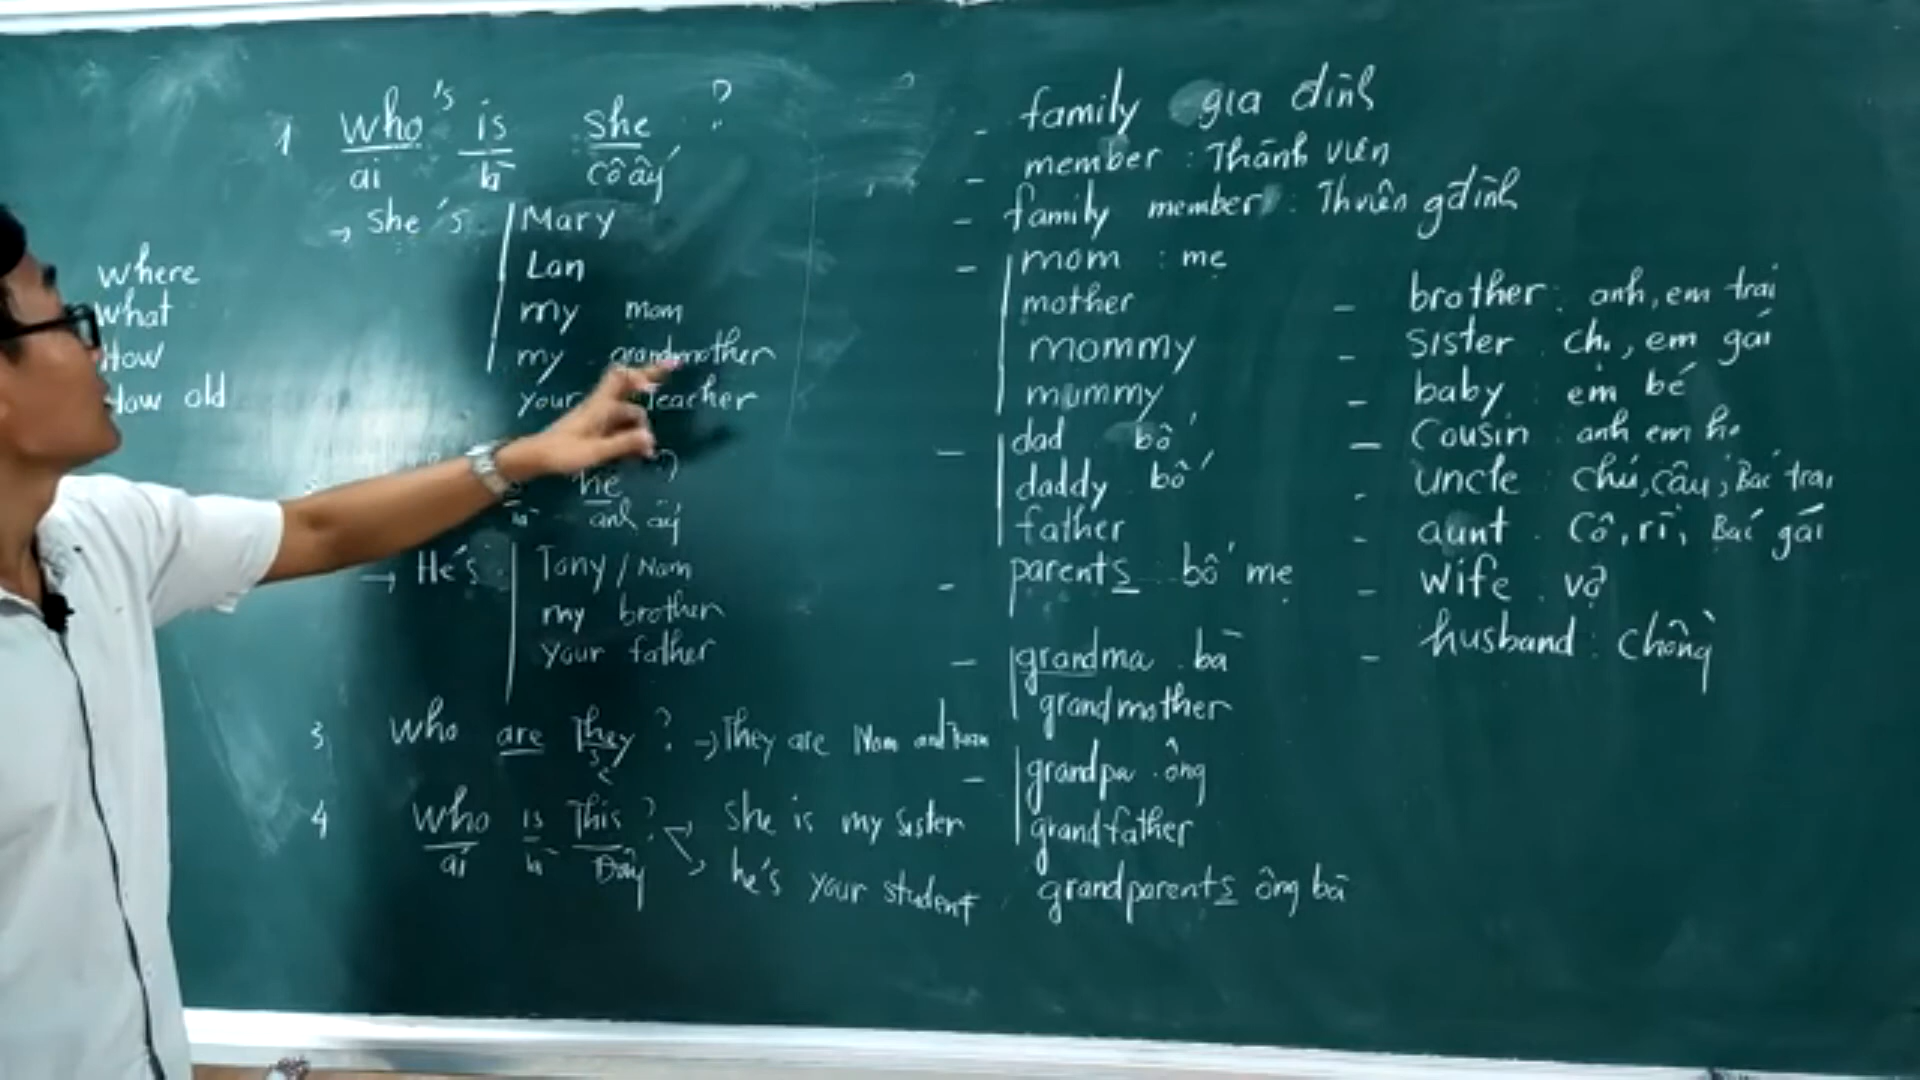 where
what
How
How old
1 who's is she ?
ai là cô ấy
→ she's Mary
Lan
my mom
my grandmother
your teacher
he ?
là anh ấy
→ He's Tony / Nam
my brother
your father
3 who are They ? → They are Nam and
4 Who is This ?
ai là Đây
→ she is my sister
→ he's your student
- family gia đình
- member : Thành viên
- family member : Thviên gđình
- mom : mẹ
mother
mommy
mummy
- dad bố
daddy bố
father
- parents : bố mẹ
- grandma . bà
grandmother
- grandpa . ông
grandfather
grandparents ông bà
- brother : anh, em trai
- sister : chị, em gái
- baby : em bé
- Cousin : anh em họ
- uncle : chú, cậu, Bác trai
- aunt . Cô, rì, Bác gái
- wife . vợ
- husband : chồng